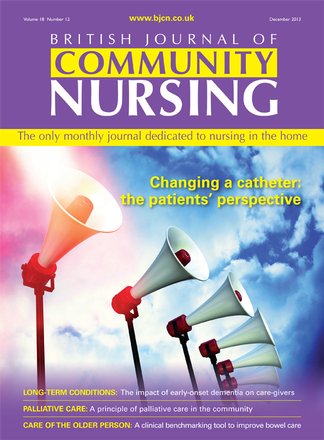 Volume 18 Number 12 www.bjcn.co.uk December 2013
BRITISH JOURNAL OF
COMMUNITY
NURSING
The only monthly journal dedicated to nursing in the home
Changing a catheter:
the patients’ perspective
LONG-TERM CONDITIONS: The impact of early-onset dementia on care-givers
PALLIATIVE CARE: A principle of palliative care in the community
CARE OF THE OLDER PERSON: A clinical benchmarking tool to improve bowel care